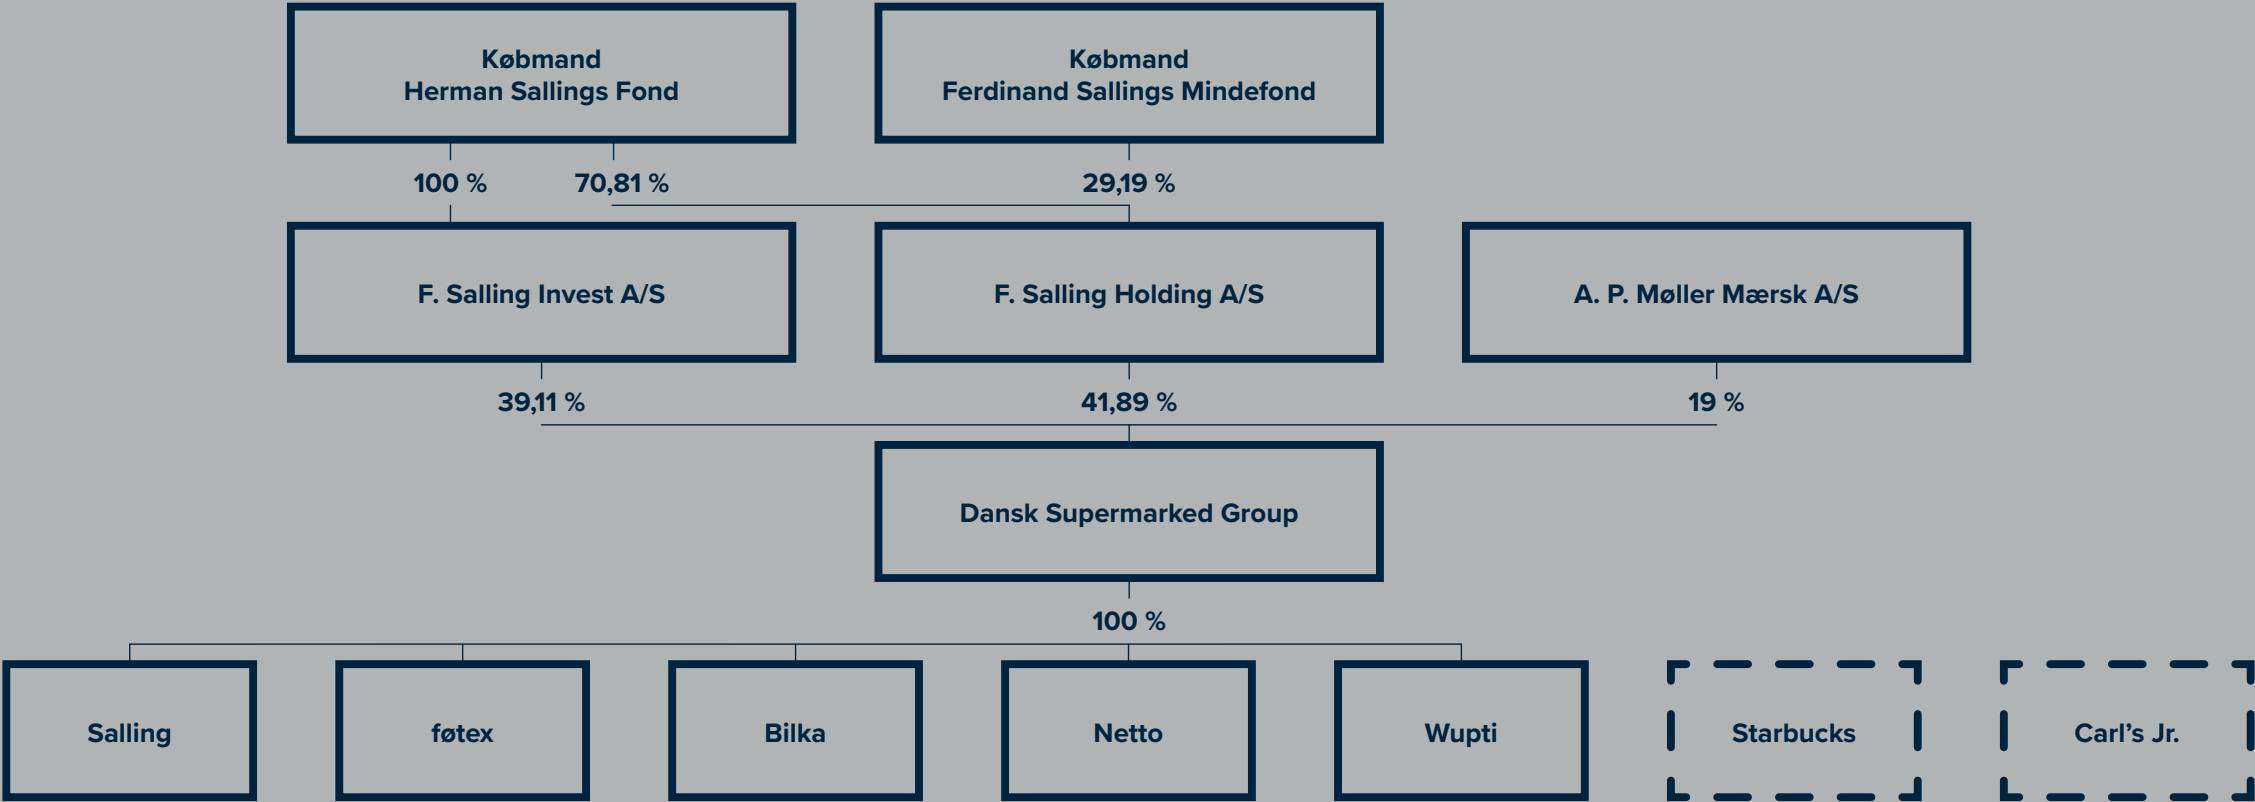 Købmand
Herman Sallings Fond
Købmand
Ferdinand Sallings Mindefond
100 %
70,81 %
29,19 %
F. Salling Invest A/S
F. Salling Holding A/S
A. P. Møller Mærsk A/S
39,11 %
41,89 %
19 %
Dansk Supermarked Group
100 %
Salling
føtex
Bilka
Netto
Wupti
Starbucks
Carl’s Jr.